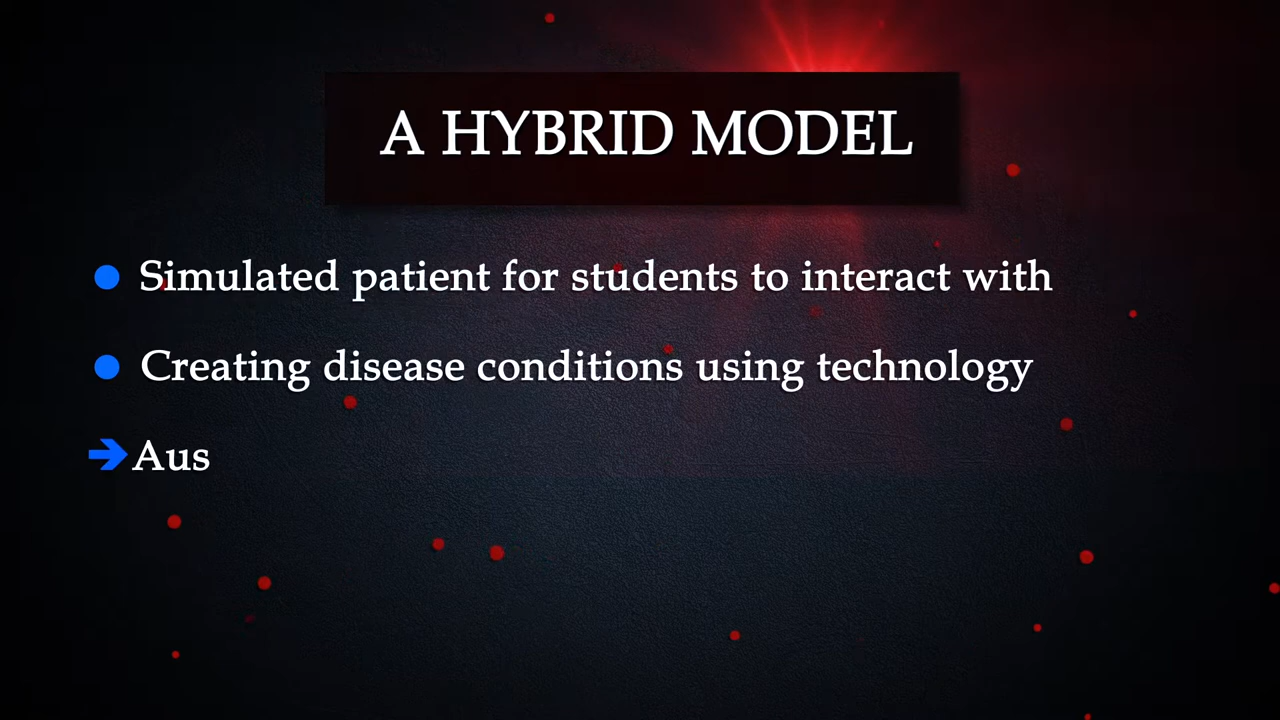 A HYBRID MODEL
Simulated patient for students to interact with
Creating disease conditions using technology
Aus